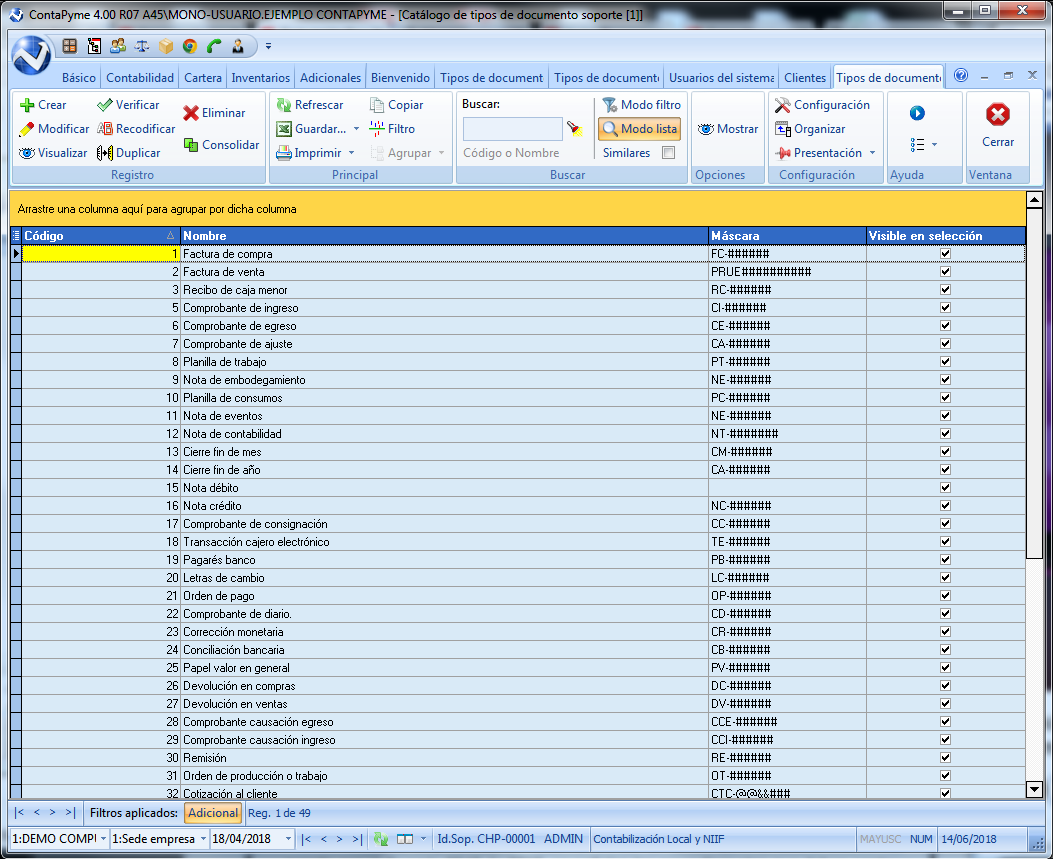 ContaPyme 4.00 R07 A45\MONO-USUARIO.EJEMPLO CONTAPYME - [Catálogo de tipos de documento soporte [1]]
Básico Contabilidad Cartera Inventarios Adicionales Bienvenido Tipos de document Tipos de documento Usuarios del sistema Clientes Tipos de documento
Crear Verificar Eliminar Refrescar Copiar Buscar: Modo filtro Configuración
Modificar Recodificar Guardar... Filtro Modo lista Mostrar Organizar Cerrar
Visualizar Duplicar Consolidar Imprimir Agrupar Código o Nombre Similares Presentación
Registro Principal Buscar Opciones Configuración Ayuda Ventana
Arrastre una columna aquí para agrupar por dicha columna
Código Nombre Máscara Visible en selección
1 Factura de compra FC-######
2 Factura de venta PRUE##########
3 Recibo de caja menor RC-######
5 Comprobante de ingreso CI-######
6 Comprobante de egreso CE-######
7 Comprobante de ajuste CA-######
8 Planilla de trabajo PT-######
9 Nota de embodegamiento NE-######
10 Planilla de consumos PC-######
11 Nota de eventos NE-######
12 Nota de contabilidad NT-#######
13 Cierre fin de mes CM-######
14 Cierre fin de año CA-######
15 Nota débito
16 Nota crédito NC-######
17 Comprobante de consignación CC-######
18 Transacción cajero electrónico TE-######
19 Pagarés banco PB-######
20 Letras de cambio LC-######
21 Orden de pago OP-######
22 Comprobante de diario. CD-######
23 Corrección monetaria CR-######
24 Conciliación bancaria CB-######
25 Papel valor en general PV-######
26 Devolución en compras DC-######
27 Devolución en ventas DV-######
28 Comprobante causación egreso CCE-######
29 Comprobante causación ingreso CCI-######
30 Remisión RE-######
31 Orden de producción o trabajo OT-######
32 Cotización al cliente CTC-@@&&###
|< < > >| Filtros aplicados: Adicional Reg. 1 de 49
1:DEMO COMPU 1:Sede empresa 18/04/2018 |< < > >| Id.Sop. CHP-00001 ADMIN Contabilización Local y NIIF MAYUSC NUM 14/06/2018